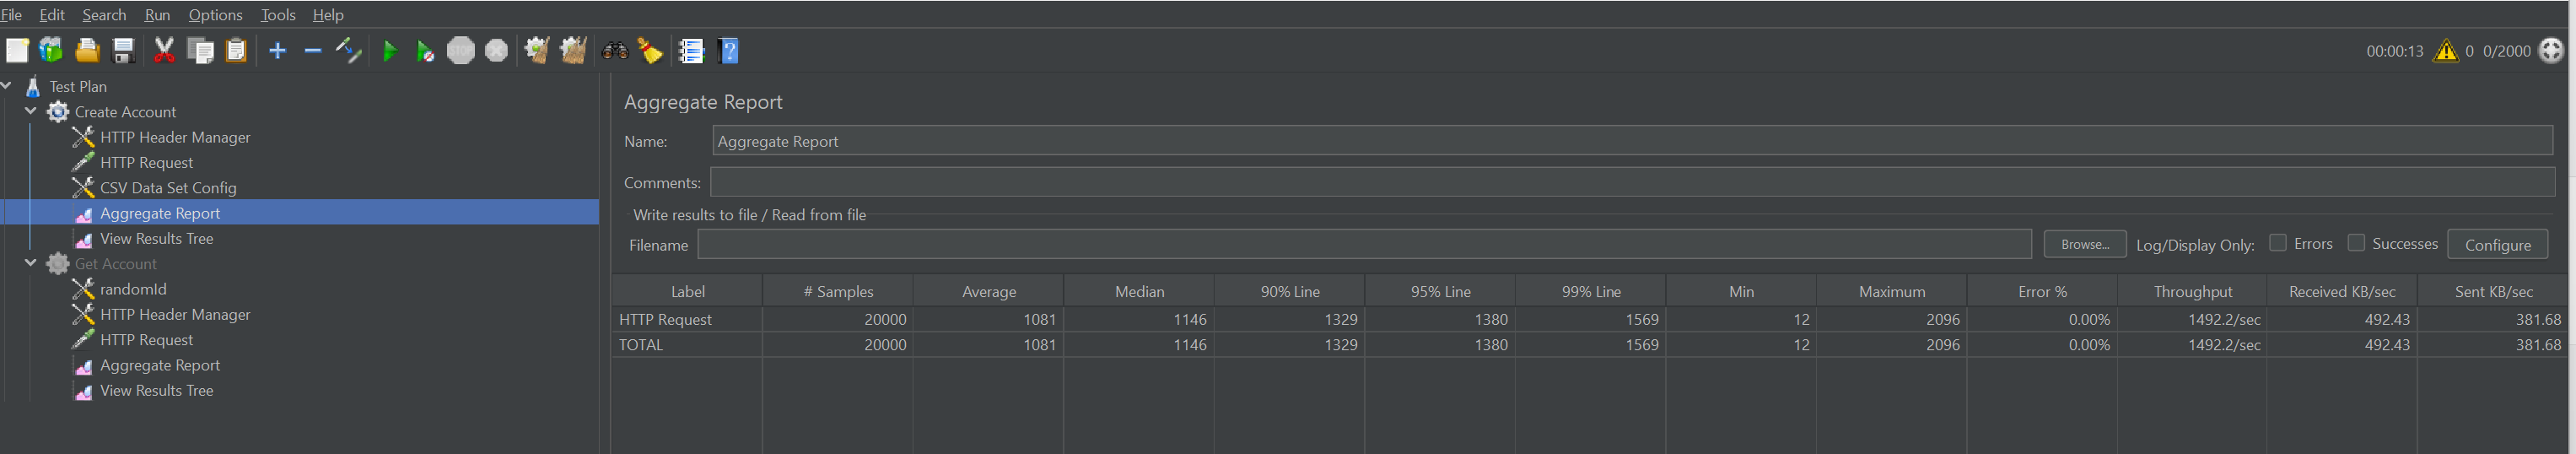 File Edit Search Run Options Tools Help
STOP 00:00:13 0 0/2000
Test Plan
Create Account
HTTP Header Manager
HTTP Request
CSV Data Set Config
Aggregate Report
View Results Tree
Get Account
randomId
HTTP Header Manager
HTTP Request
Aggregate Report
View Results Tree
Aggregate Report
Name: Aggregate Report
Comments:
Write results to file / Read from file
Filename Browse... Log/Display Only: Errors Successes Configure
Label # Samples Average Median 90% Line 95% Line 99% Line Min Maximum Error % Throughput Received KB/sec Sent KB/sec
HTTP Request 20000 1081 1146 1329 1380 1569 12 2096 0.00% 1492.2/sec 492.43 381.68
TOTAL 20000 1081 1146 1329 1380 1569 12 2096 0.00% 1492.2/sec 492.43 381.68